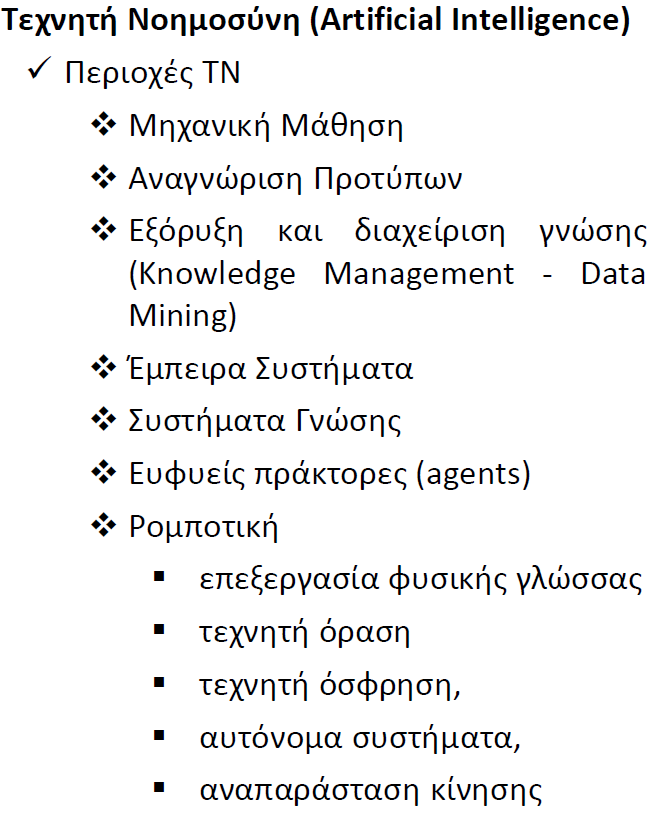 Τεχνητή Νοημοσύνη (Artificial Intelligence)
✓ Περιοχές ΤΝ
❖ Μηχανική Μάθηση
❖ Αναγνώριση Προτύπων
❖ Εξόρυξη και διαχείριση γνώσης
(Knowledge Management - Data
Mining)
❖ Έμπειρα Συστήματα
❖ Συστήματα Γνώσης
❖ Ευφυείς πράκτορες (agents)
❖ Ρομποτική
▪ επεξεργασία φυσικής γλώσσας
▪ τεχνητή όραση
▪ τεχνητή όσφρηση,
▪ αυτόνομα συστήματα,
▪ αναπαράσταση κίνησης